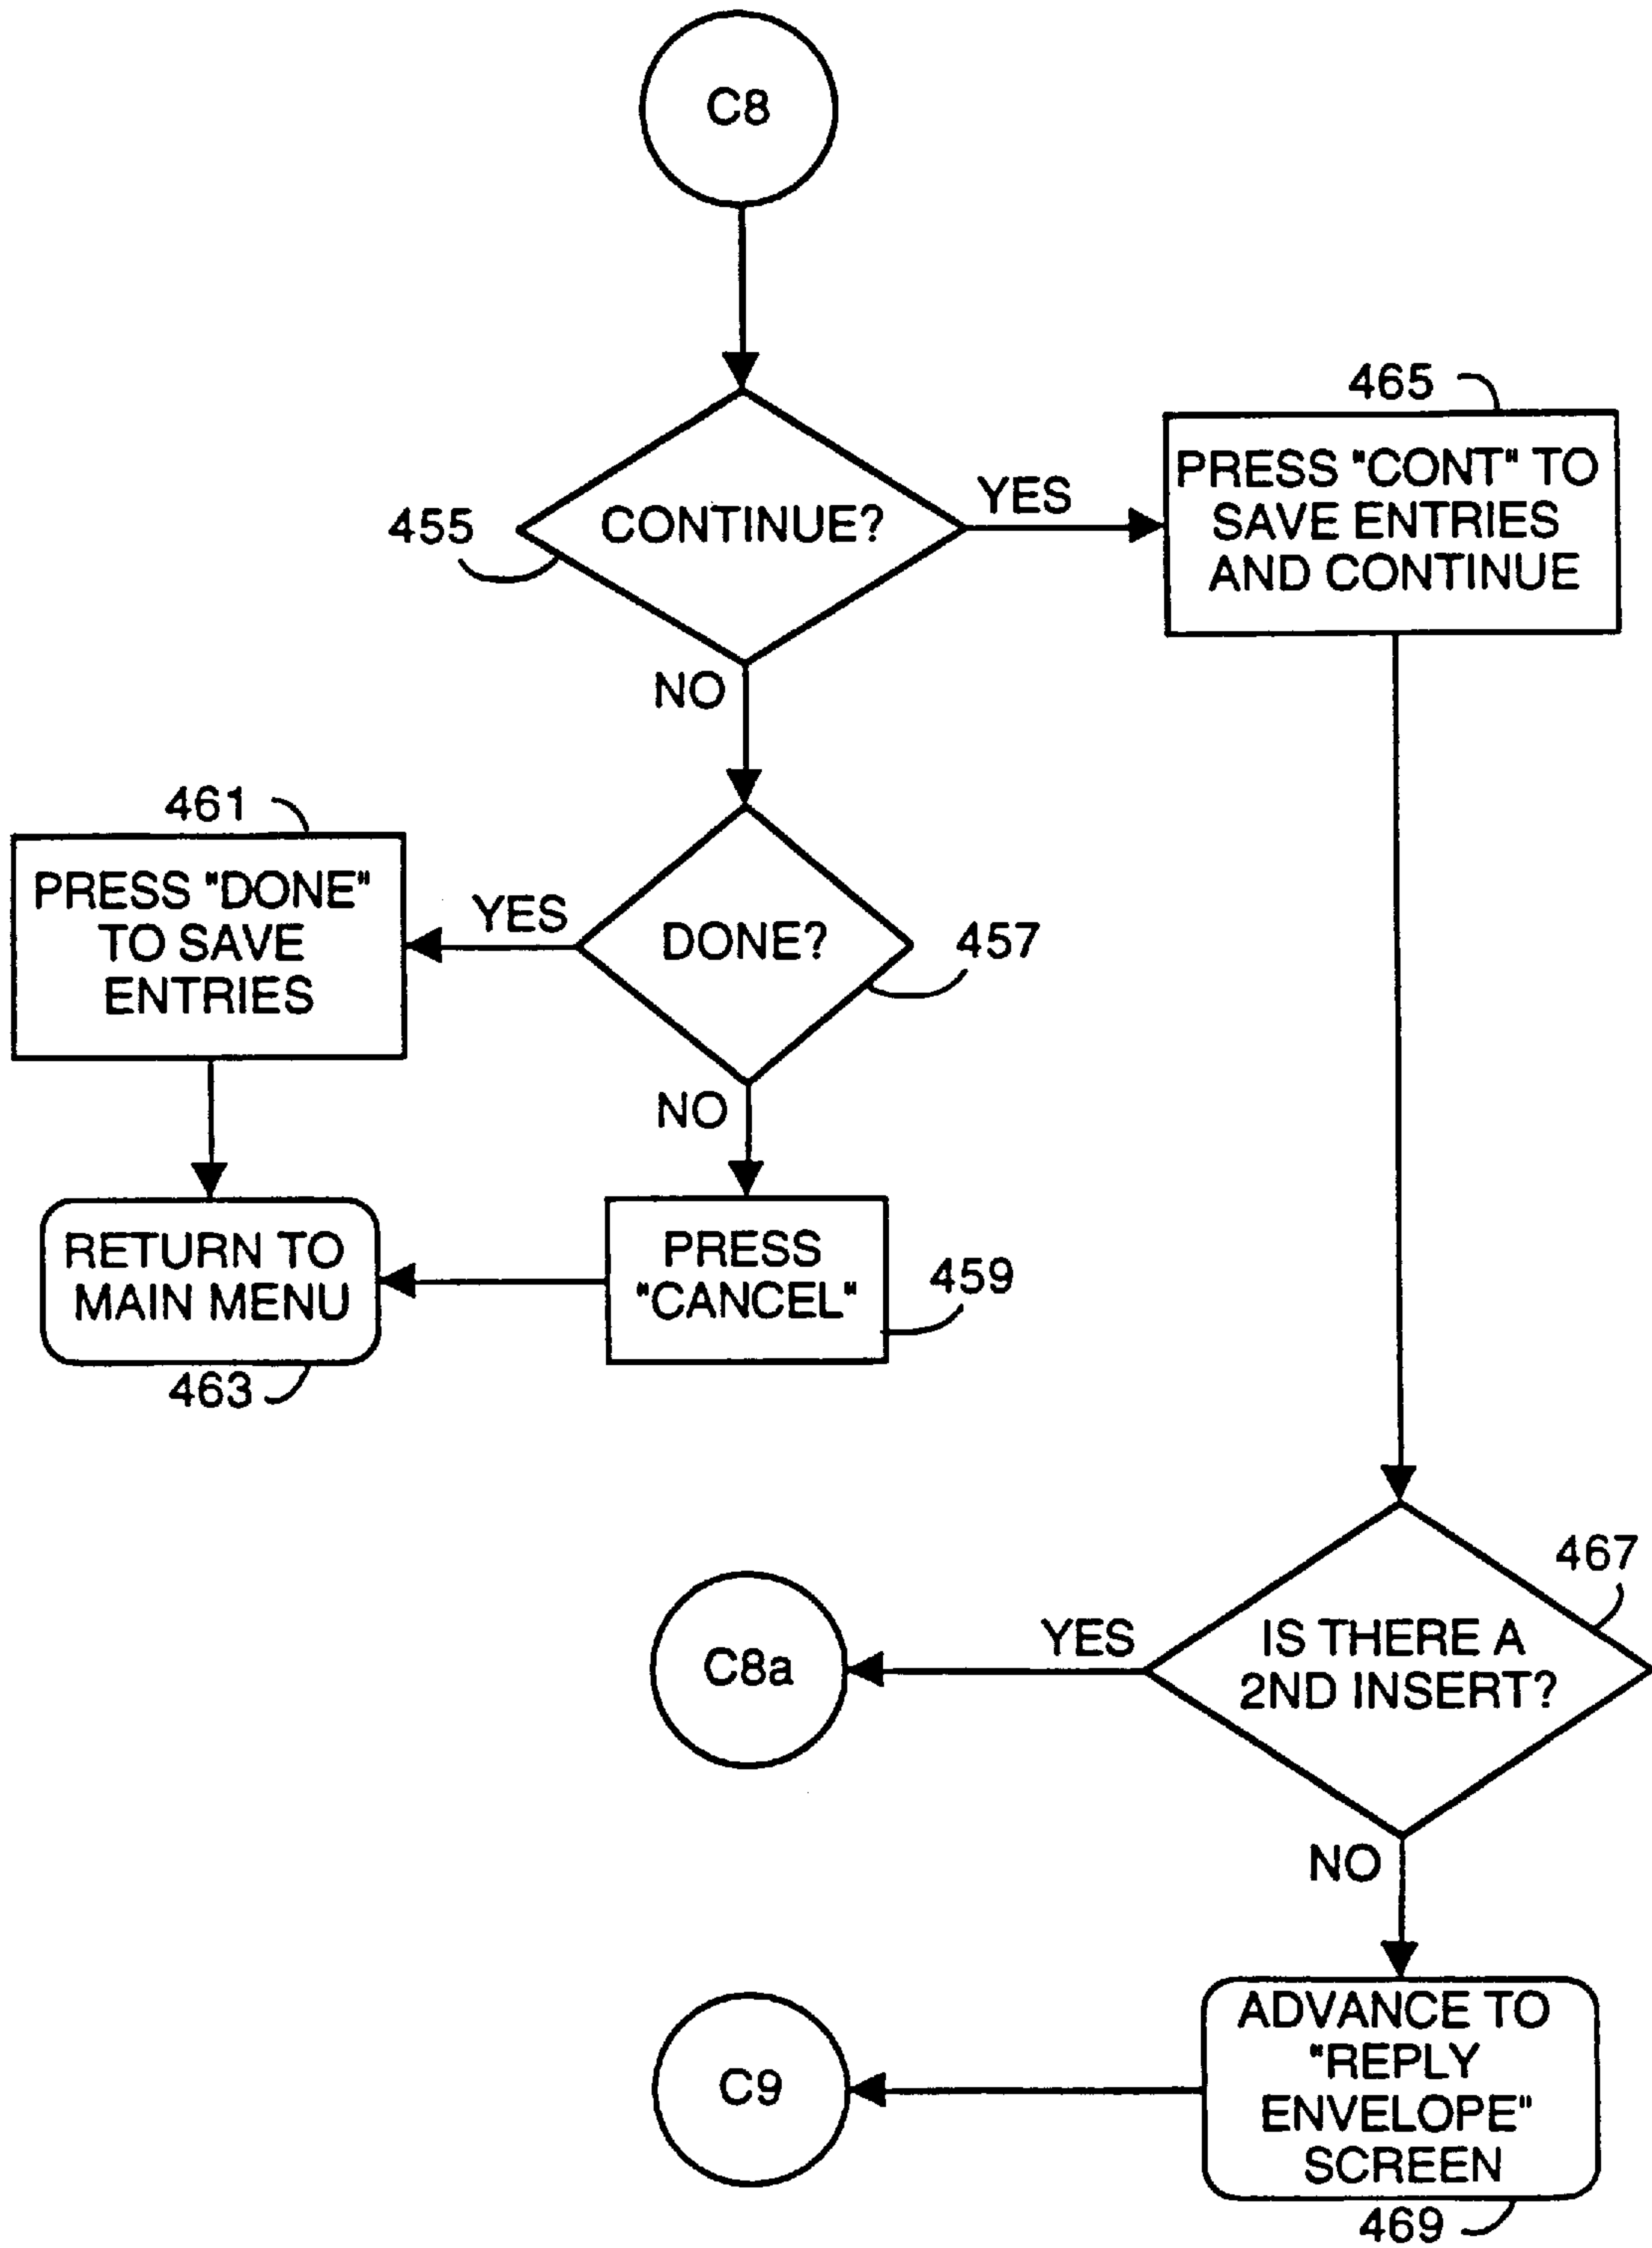 C8
465
PRESS "CONT" TO
SAVE ENTRIES
AND CONTINUE
YES
CONTINUE?
455
NO
461
PRESS "DONE"
TO SAVE
ENTRIES
YES
DONE?
457
NO
RETURN TO
MAIN MENU
463
PRESS
"CANCEL"
459
467
IS THERE A
2ND INSERT?
YES
C8a
NO
ADVANCE TO
"REPLY
ENVELOPE"
SCREEN
469
C9